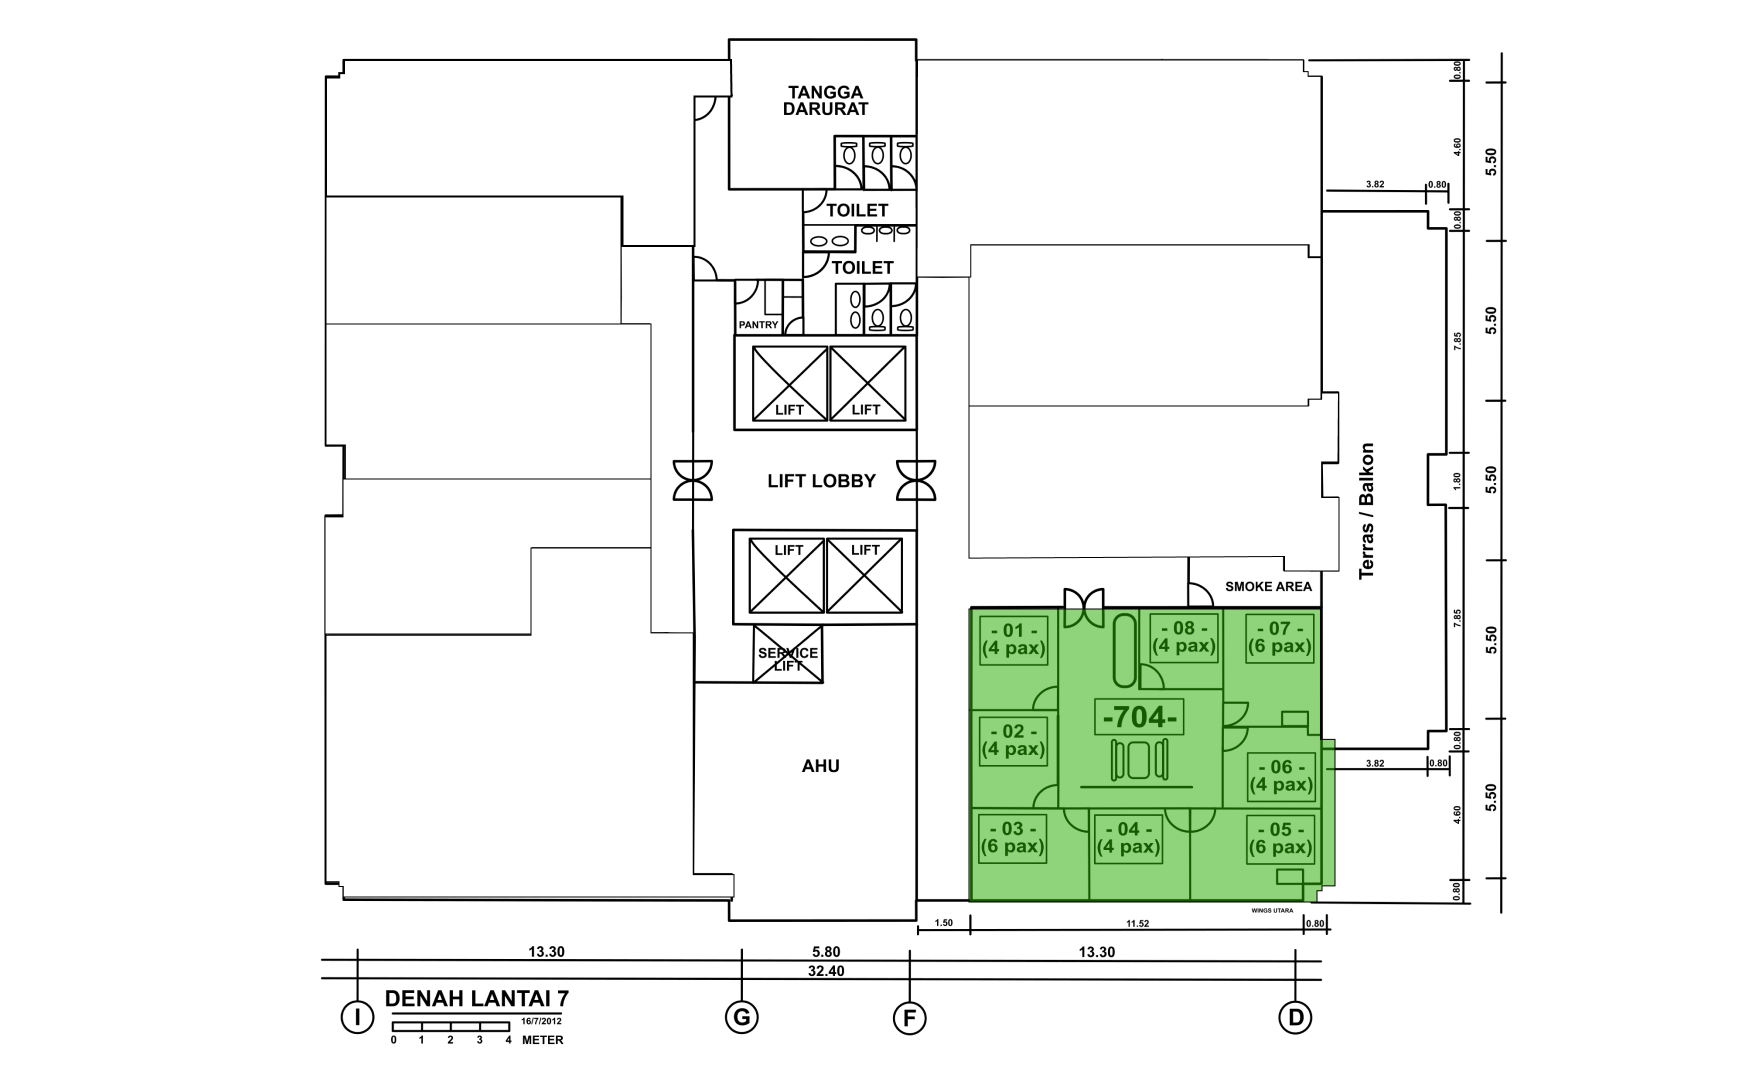 TANGGA
DARURAT
TOILET
TOILET
PANTRY
LIFT
LIFT
LIFT LOBBY
LIFT
LIFT
SERVICE
LIFT
AHU
SMOKE AREA
Terras / Balkon
- 01 -
(4 pax)
- 08 -
(4 pax)
- 07 -
(6 pax)
-704-
- 02 -
(4 pax)
- 06 -
(4 pax)
- 03 -
(6 pax)
- 04 -
(4 pax)
- 05 -
(6 pax)
WINGS UTARA
3.82
0.80
3.82
0.80
0.80
4.60
0.80
7.85
1.80
7.85
0.80
4.60
0.80
5.50
5.50
5.50
5.50
5.50
1.50
11.52
0.80
13.30
5.80
13.30
32.40
I
G
F
D
DENAH LANTAI 7
16/7/2012
0 1 2 3 4 METER